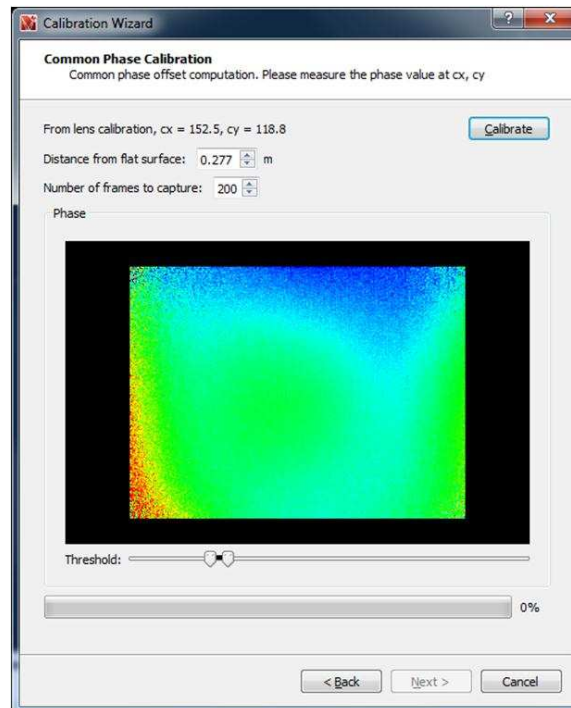 Calibration Wizard
Common Phase Calibration
Common phase offset computation. Please measure the phase value at cx, cy
From lens calibration, cx = 152.5, cy = 118.8
Calibrate
Distance from flat surface: 0.277 m
Number of frames to capture: 200
Phase
Threshold:
0%
< Back Next > Cancel